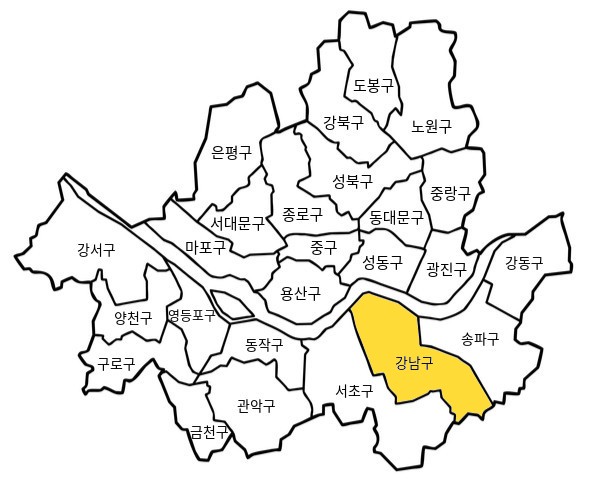 도봉구
강북구
노원구
은평구
성북구
중랑구
서대문구
종로구
동대문구
마포구
중구
강서구
성동구
광진구
강동구
용산구
양천구
영등포구
동작구
송파구
구로구
강남구
서초구
관악구
금천구